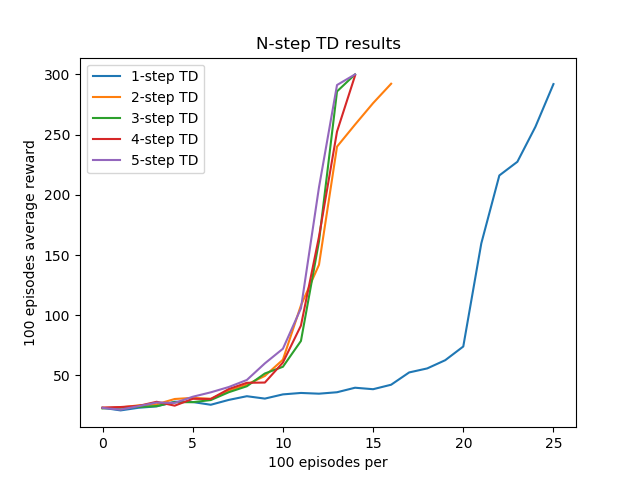 N-step TD results
1-step TD
2-step TD
3-step TD
4-step TD
5-step TD
100 episodes average reward
300
250
200
150
100
50
0
5
10
15
20
25
100 episodes per